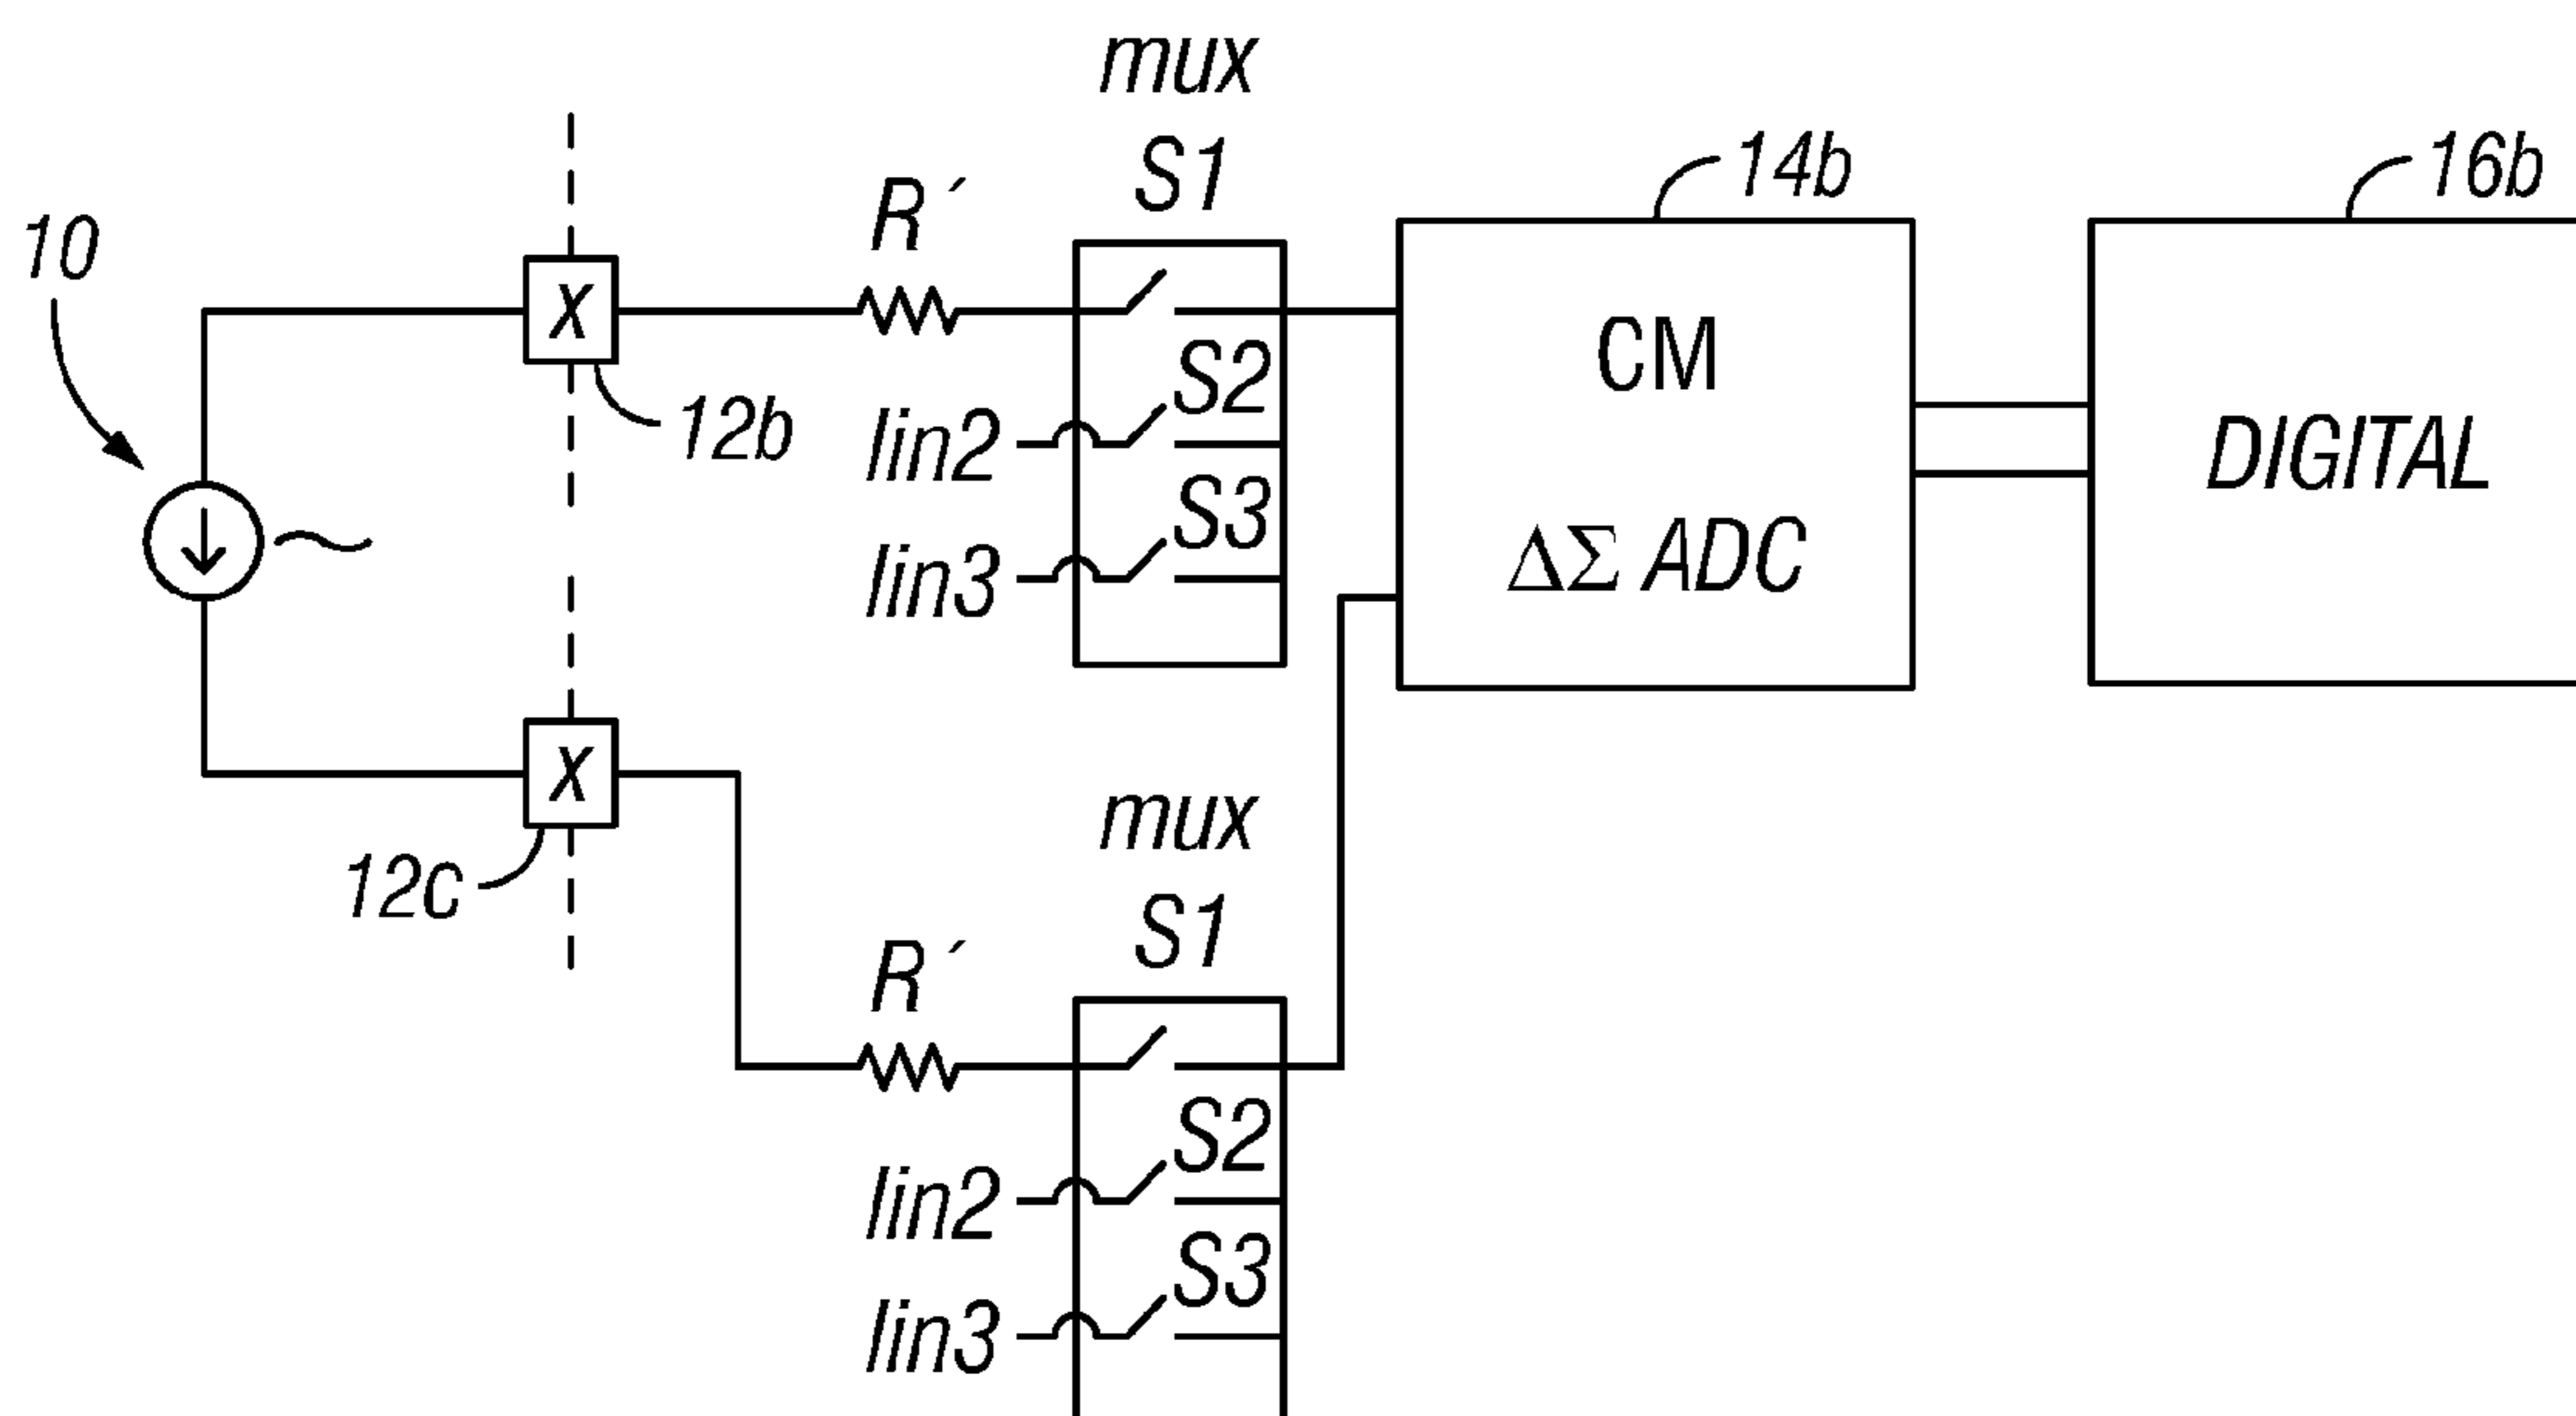 mux
S1
14b
16b
R´
10
X
CM
S2
12b
Iin2
DIGITAL
S3
ΔΣ ADC
Iin3
X
mux
12c
S1
R´
S2
Iin2
S3
Iin3